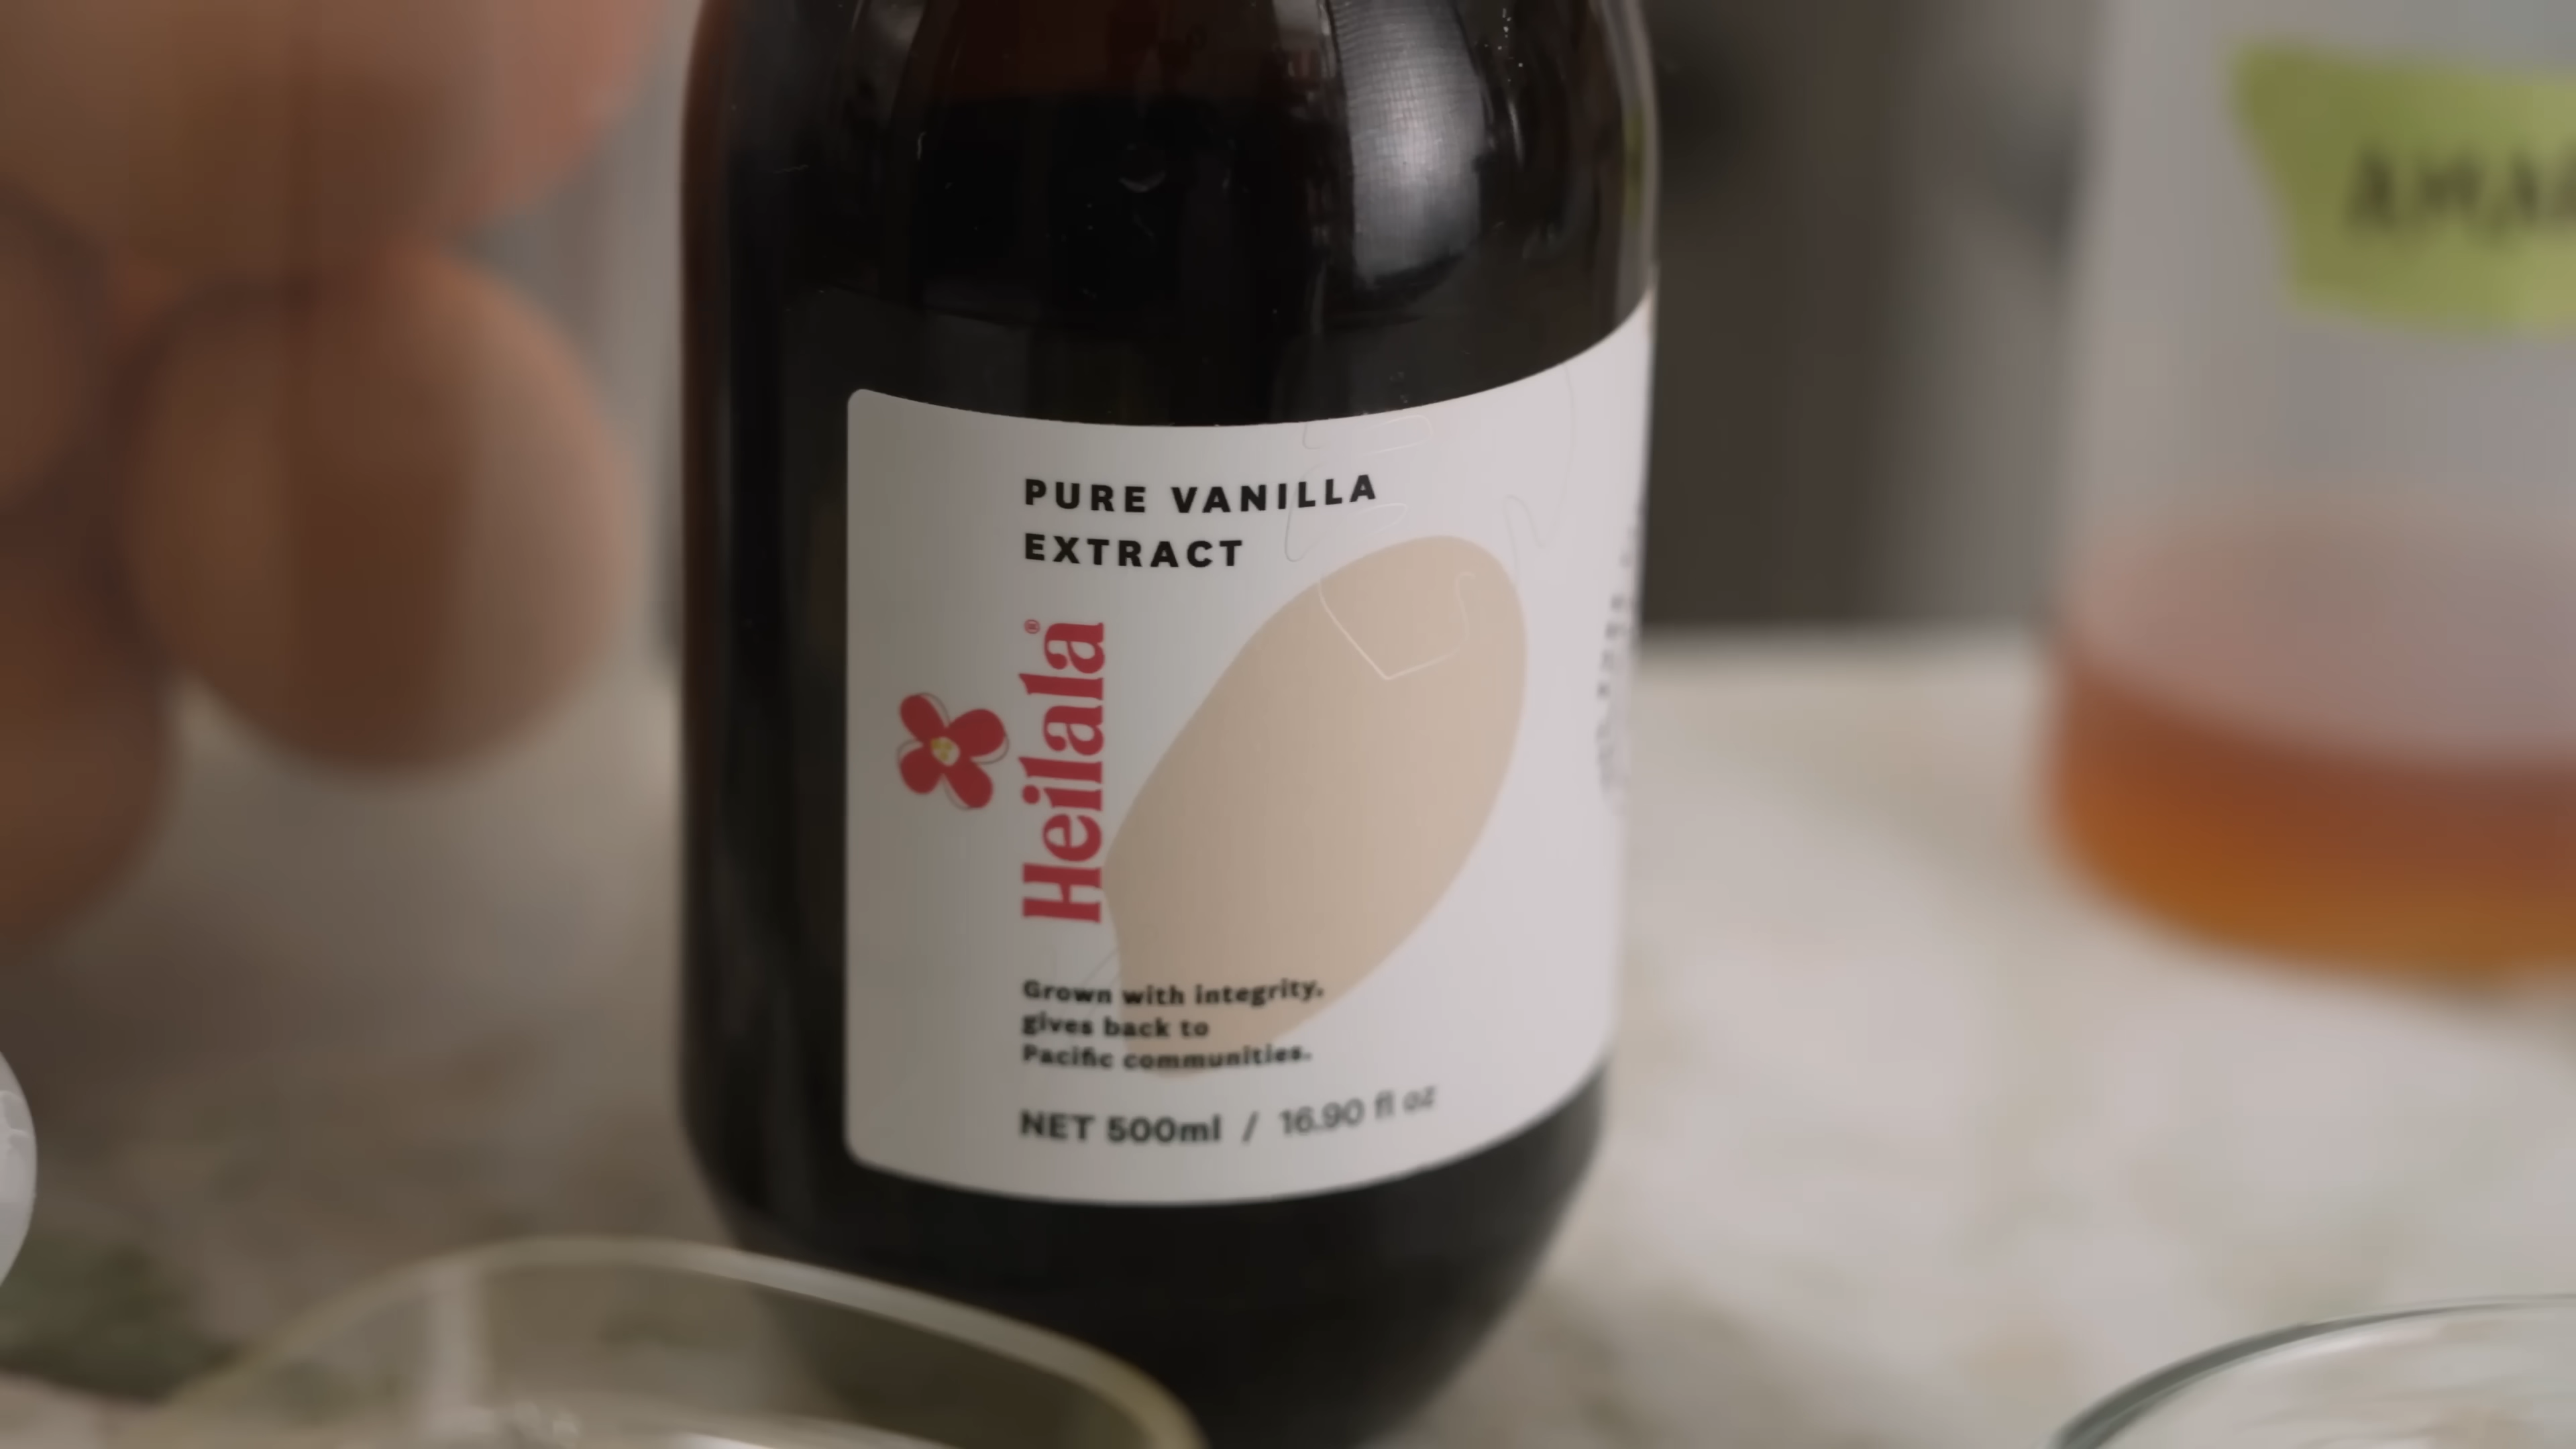 PURE VANILLA
EXTRACT
Heilala®
Grown with integrity,
gives back to
Pacific communities.
NET 500ml / 16.90 fl oz